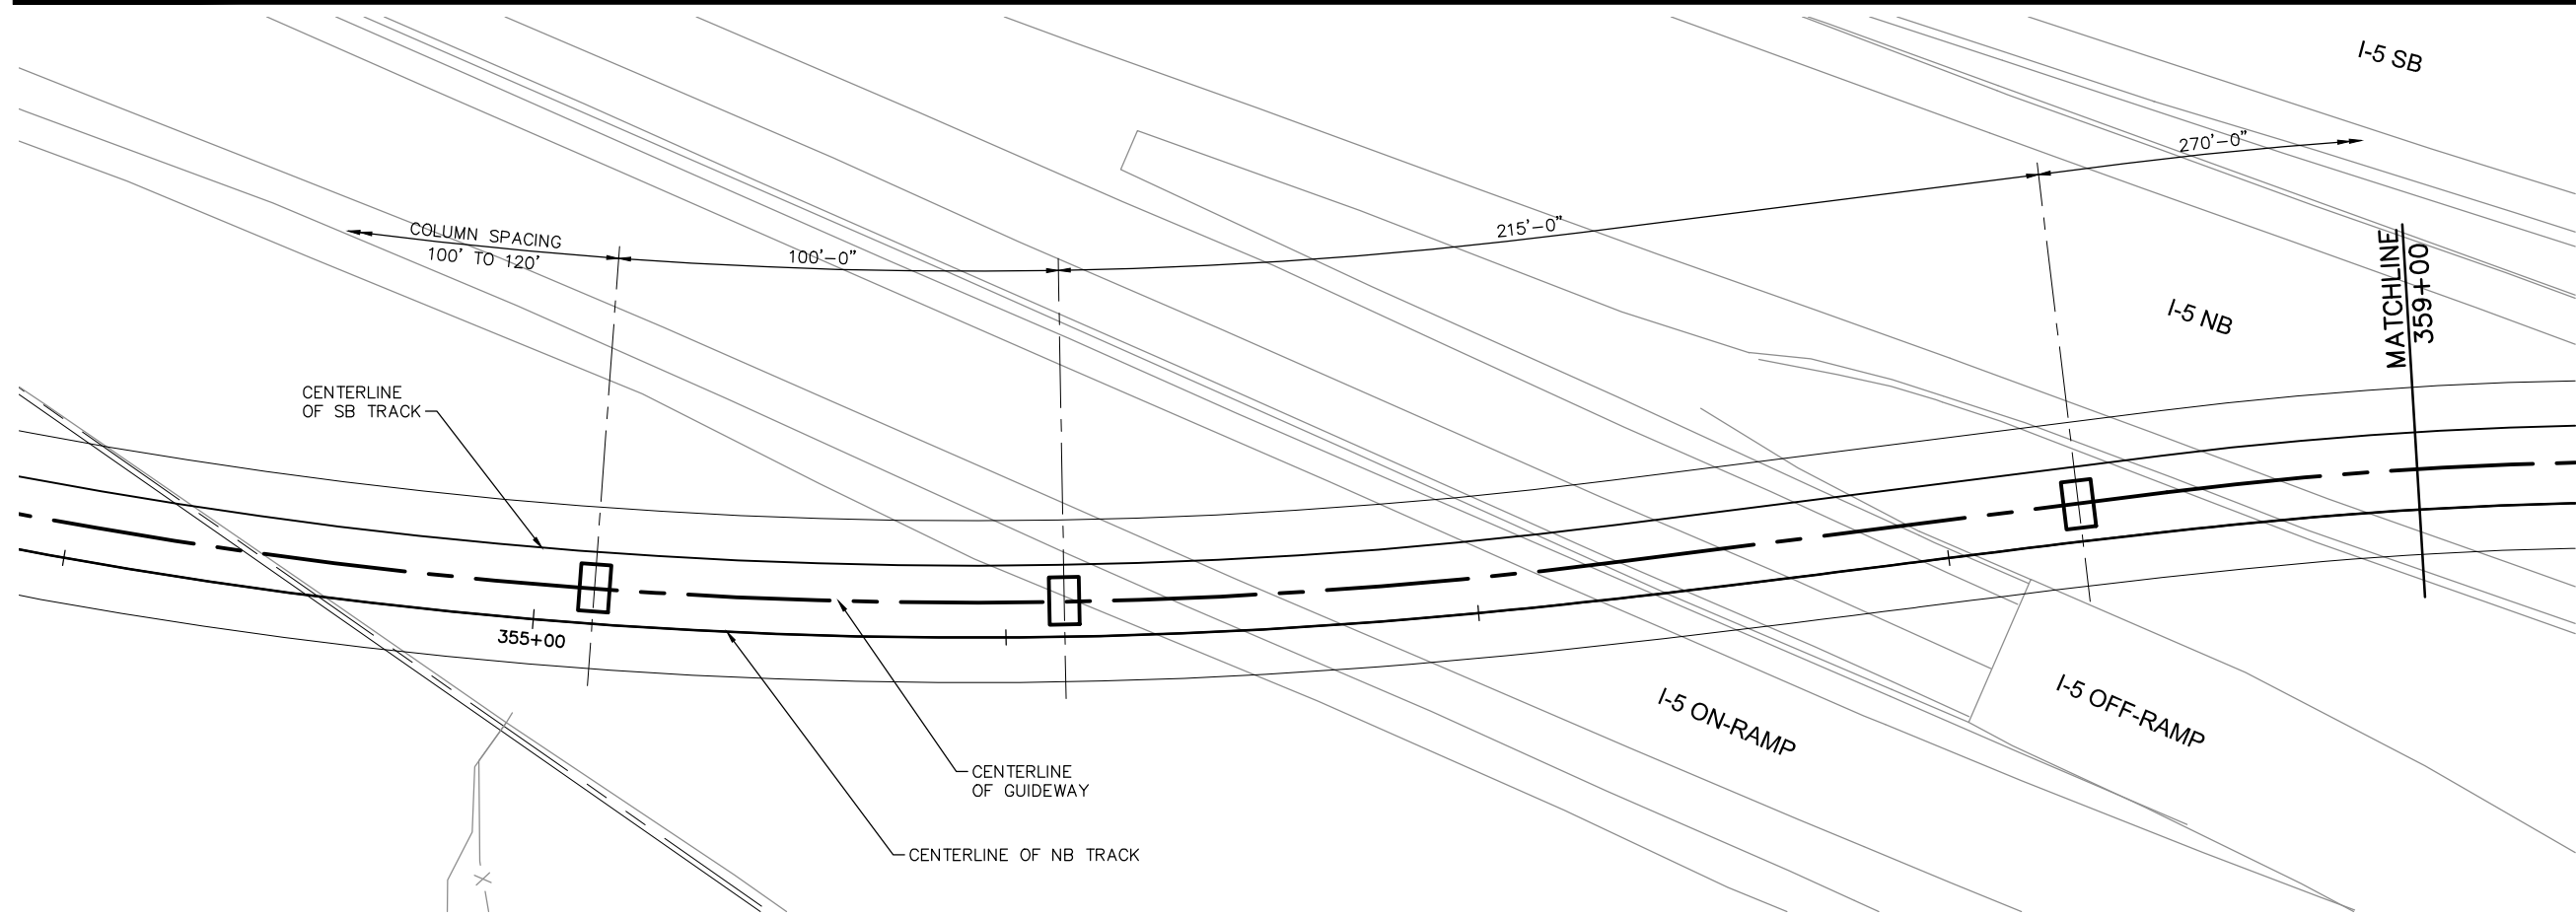 I-5 SB
270'-0"
215'-0"
COLUMN SPACING
100' TO 120'
100'-0"
MATCHLINE
359+00
I-5 NB
CENTERLINE
OF SB TRACK
355+00
I-5 ON-RAMP
I-5 OFF-RAMP
CENTERLINE
OF GUIDEWAY
CENTERLINE OF NB TRACK
X